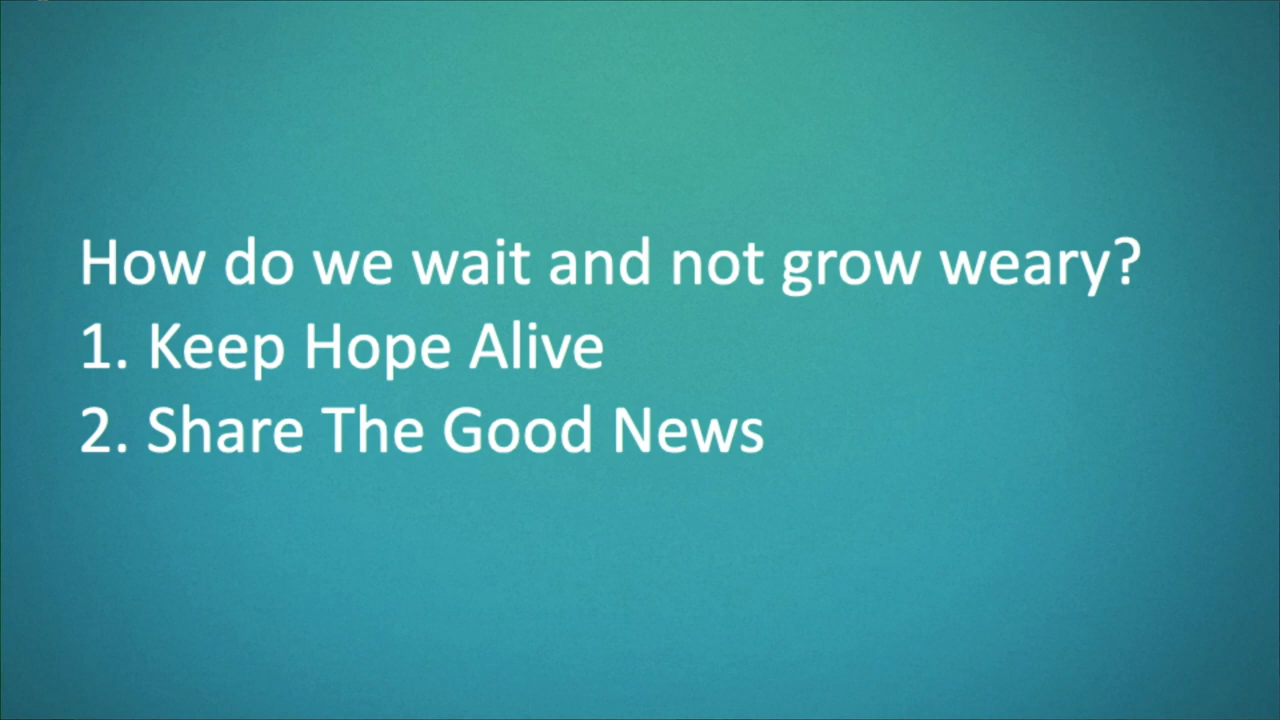 How do we wait and not grow weary?
1. Keep Hope Alive
2. Share The Good News